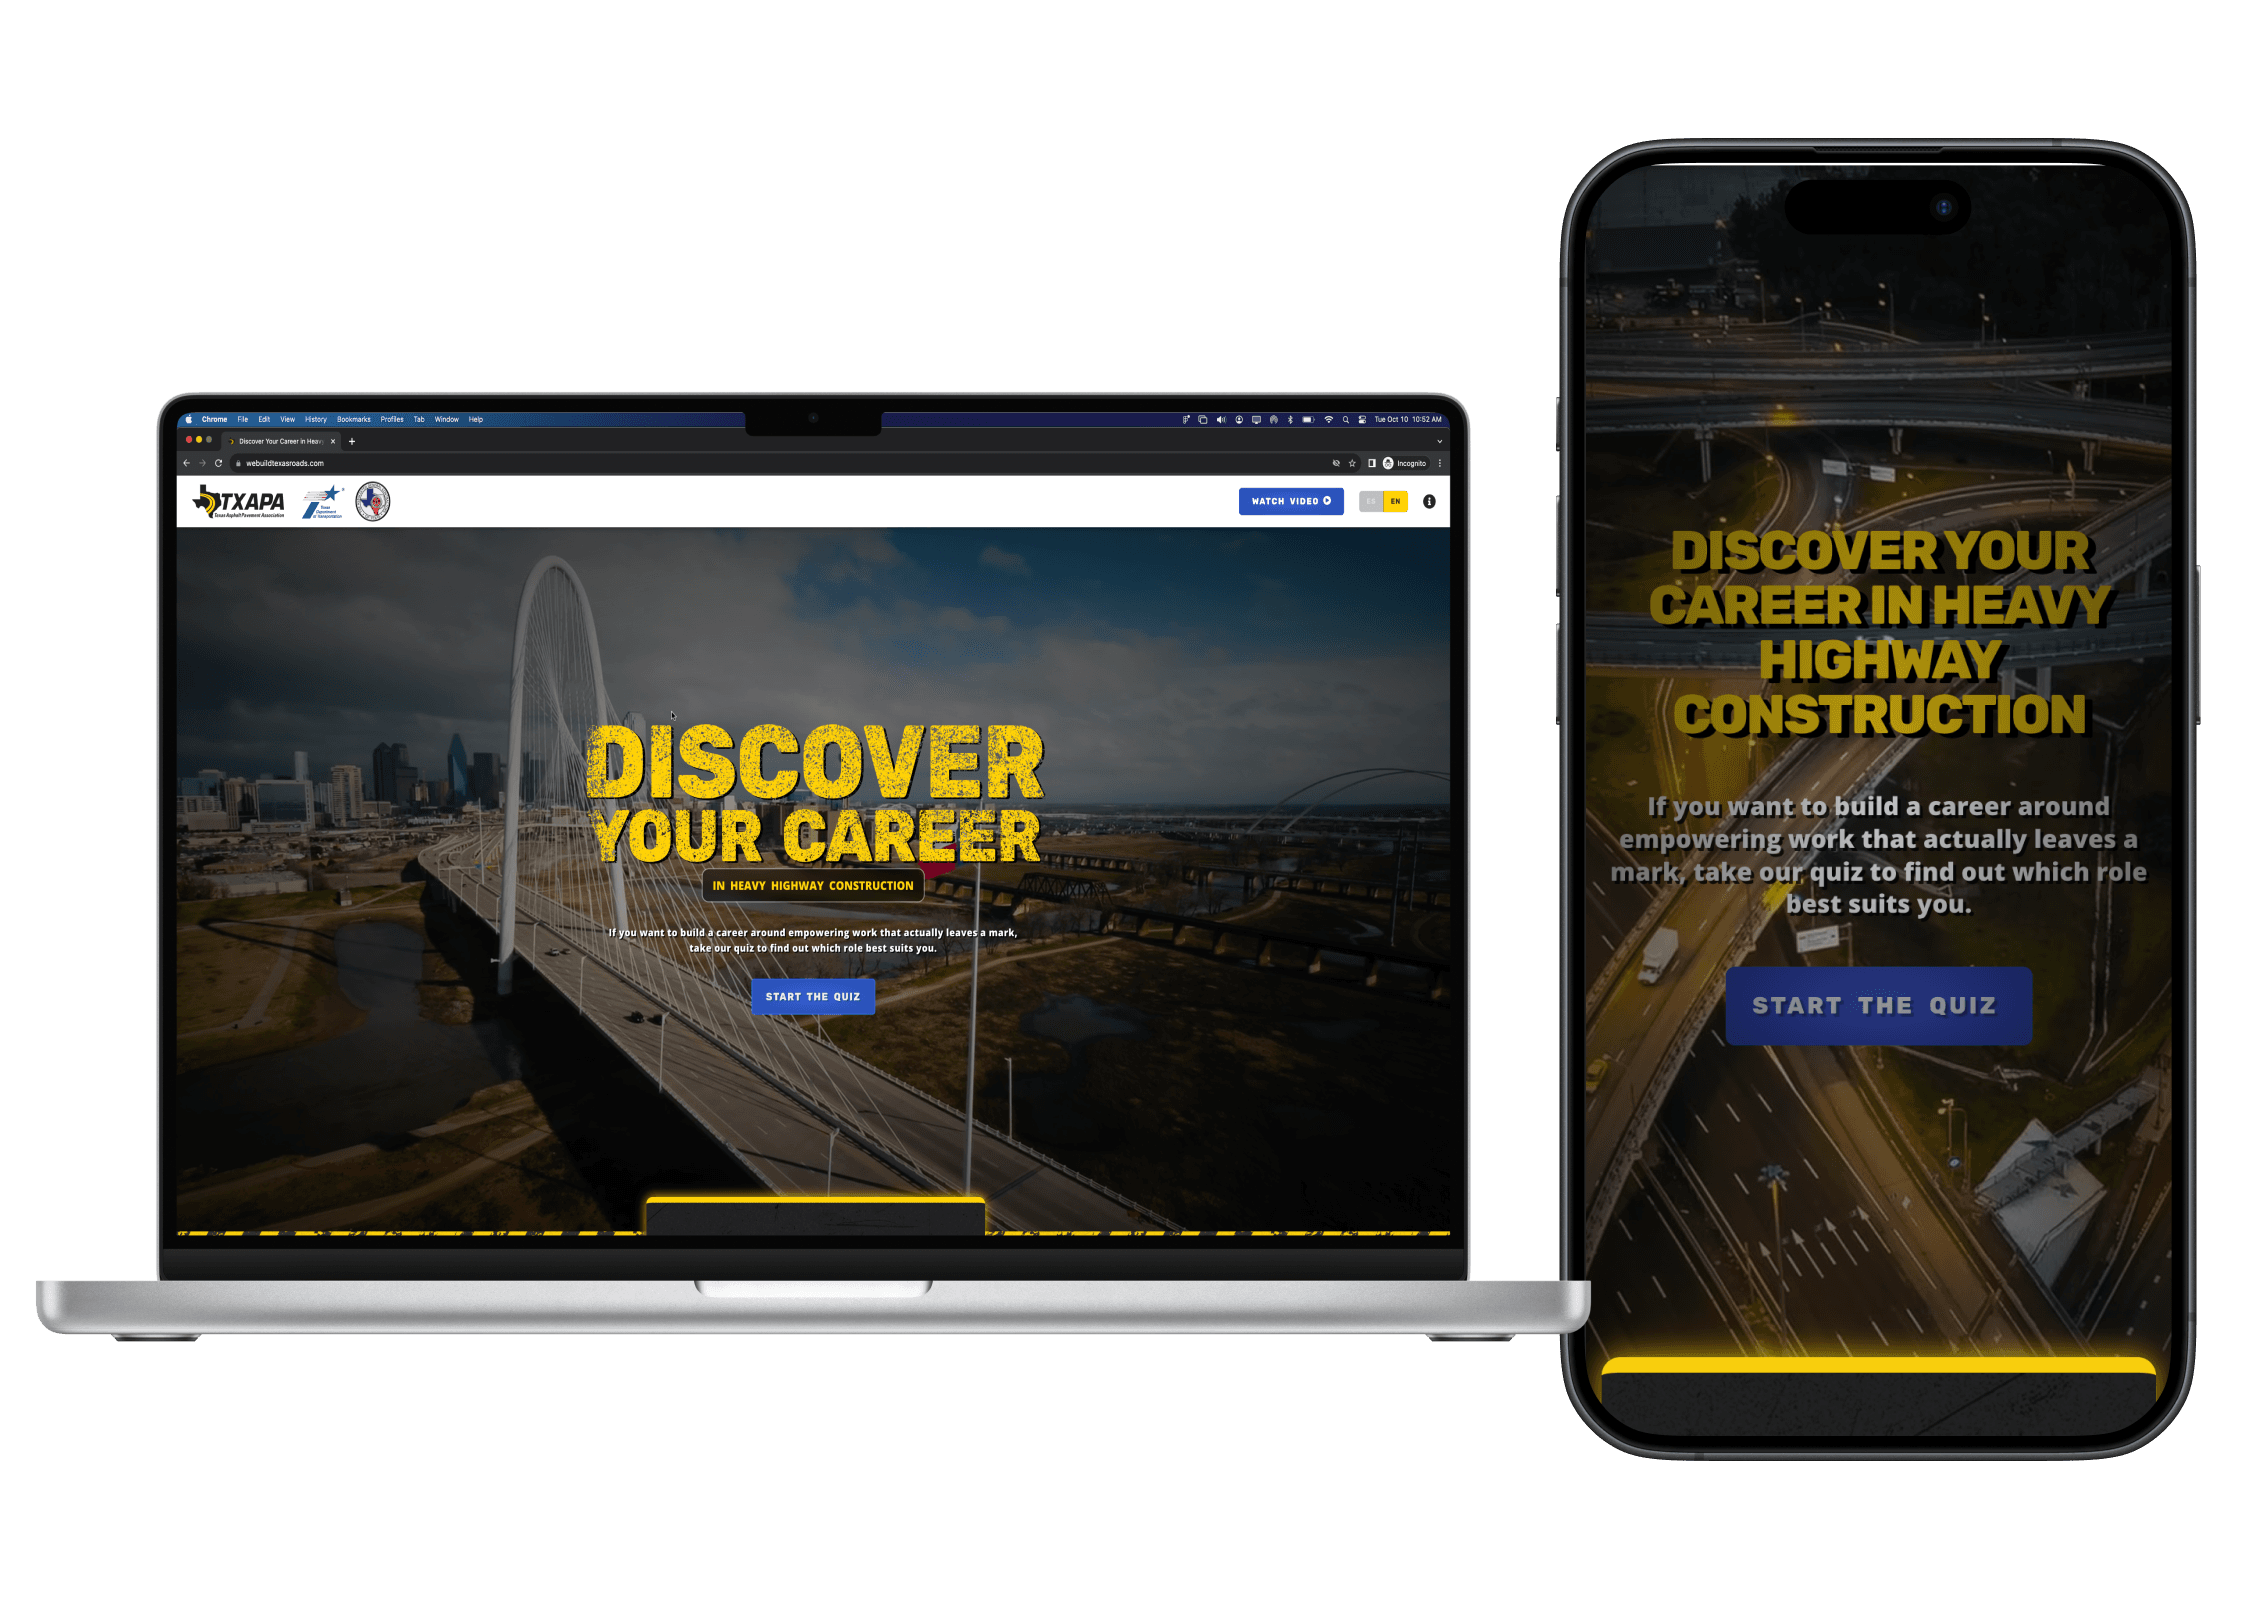 Chrome File Edit View History Bookmarks Profiles Tab Window Help
Tue Oct 10 10:52 AM
Discover Your Career in Heavy
webuildtexasroads.com
Incognito
TXAPA
Texas Asphalt Pavement Association
Texas
Department
of Transportation
WATCH VIDEO
ES EN
DISCOVER
YOUR CAREER
IN HEAVY HIGHWAY CONSTRUCTION
If you want to build a career around empowering work that actually leaves a mark,
take our quiz to find out which role best suits you.
START THE QUIZ
DISCOVER YOUR
CAREER IN HEAVY
HIGHWAY
CONSTRUCTION
If you want to build a career around
empowering work that actually leaves a
mark, take our quiz to find out which role
best suits you.
START THE QUIZ